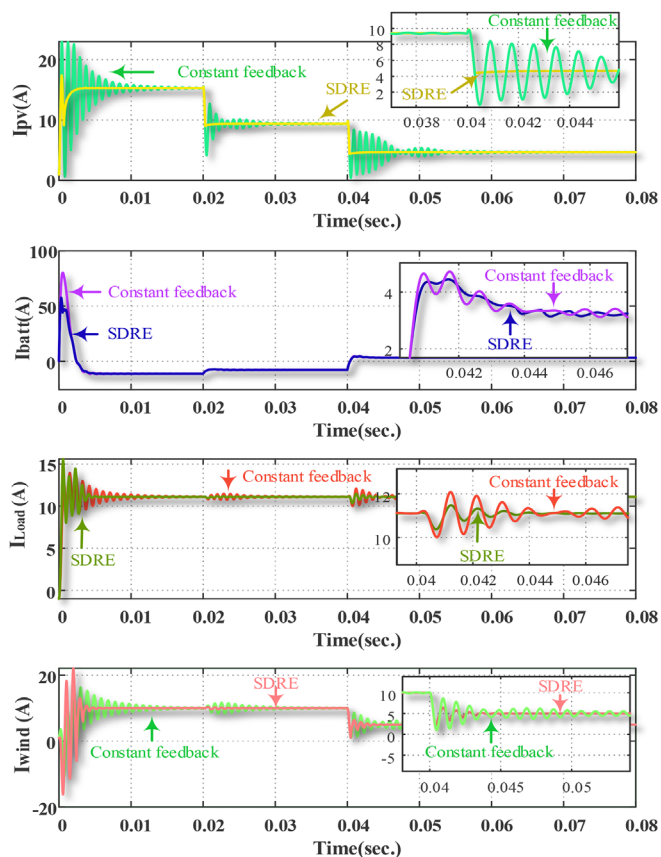 Constant feedback
10
8
6
4
2
SDRE
0.038 0.04 0.042 0.044
20
10
0
Ipv(A)
Constant feedback
SDRE
0 0.01 0.02 0.03 0.04 0.05 0.06 0.07 0.08
Time(sec.)
100
50
0
Ibatt(A)
Constant feedback
SDRE
4
2
Constant feedback
SDRE
0.042 0.044 0.046
0 0.01 0.02 0.03 0.04 0.05 0.06 0.07 0.08
Time(sec.)
15
10
5
0
ILoad (A)
Constant feedback
SDRE
12
10
Constant feedback
SDRE
0.04 0.042 0.044 0.046
0 0.01 0.02 0.03 0.04 0.05 0.06 0.07 0.08
Time(sec.)
20
0
-20
Iwind (A)
SDRE
Constant feedback
10
5
0
-5
SDRE
Constant feedback
0.04 0.045 0.05
0 0.01 0.02 0.03 0.04 0.05 0.06 0.07 0.08
Time(sec.)